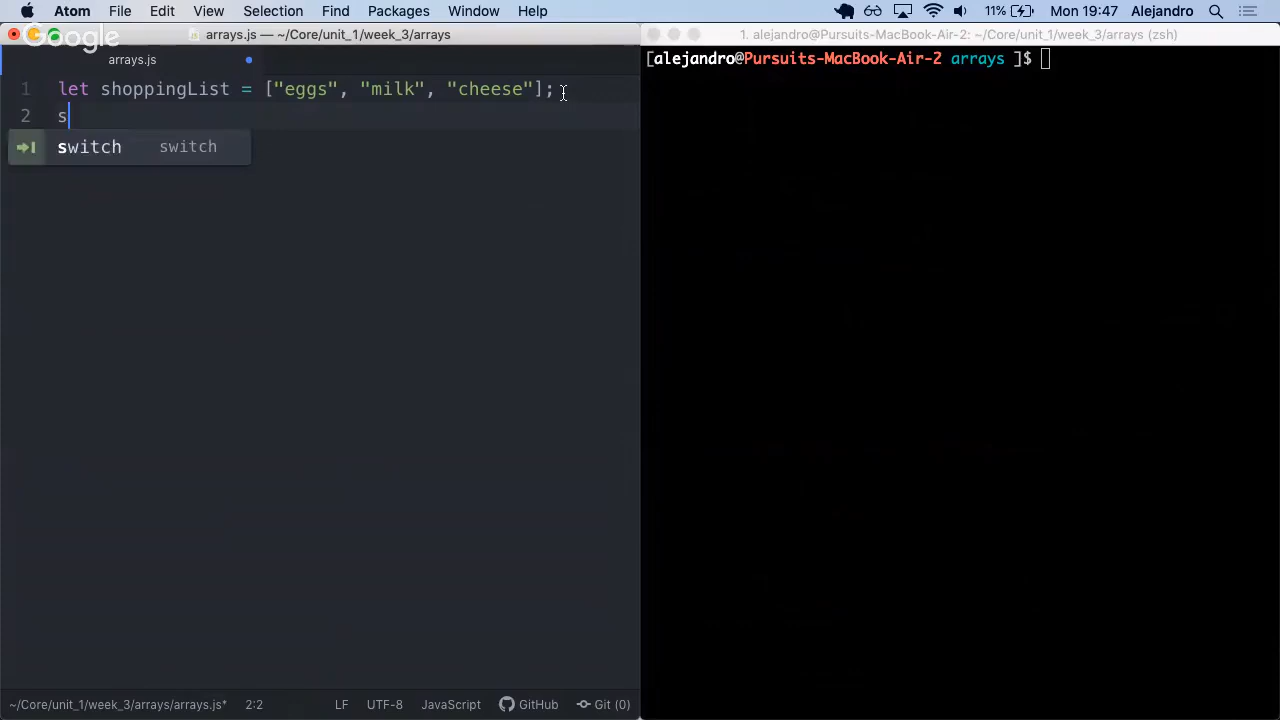 Atom File Edit View Selection Find Packages Window Help 11% Mon 19:47 Alejandro
Google
arrays.js — ~/Core/unit_1/week_3/arrays
1. alejandro@Pursuits-MacBook-Air-2: ~/Core/unit_1/week_3/arrays (zsh)
arrays.js
[alejandro@Pursuits-MacBook-Air-2 arrays ]$
1 let shoppingList = ["eggs", "milk", "cheese"];
2 s
switch switch
~/Core/unit_1/week_3/arrays/arrays.js* 2:2 LF UTF-8 JavaScript GitHub Git (0)